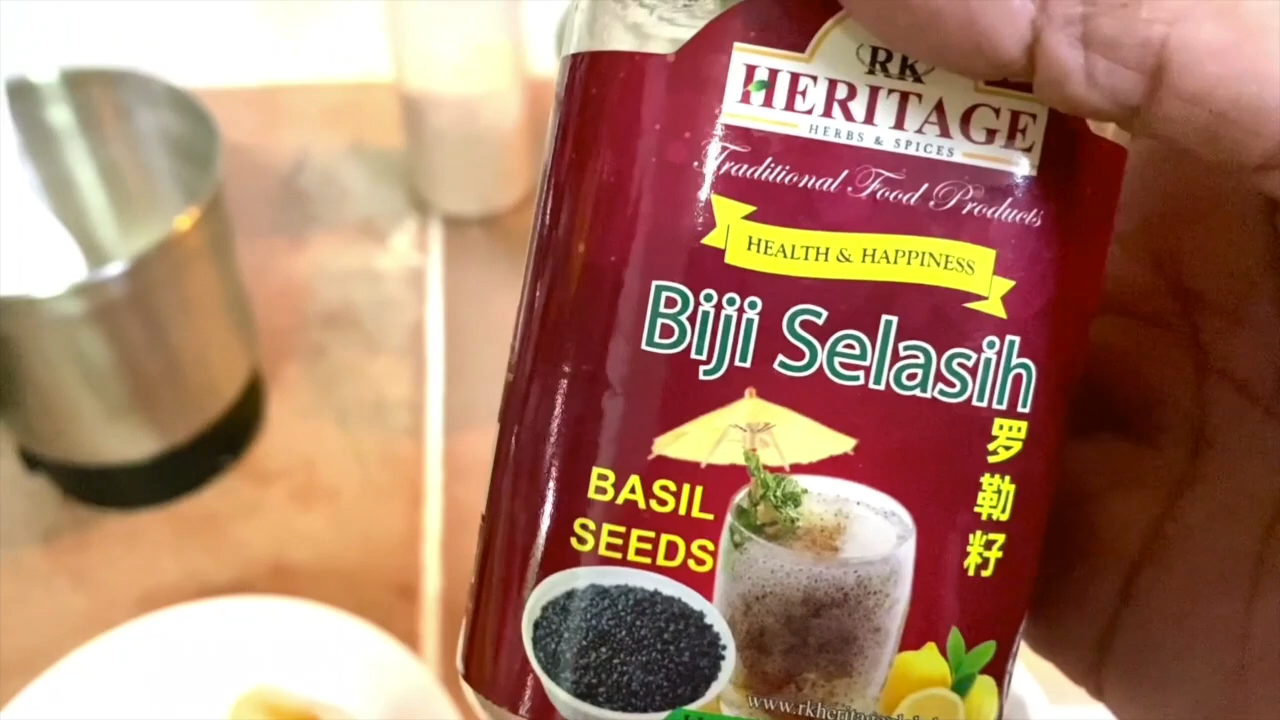 RK
HERITAGE
HERBS & SPICES
Traditional Food Products
HEALTH & HAPPINESS
Biji Selasih
罗勒籽
BASIL
SEEDS